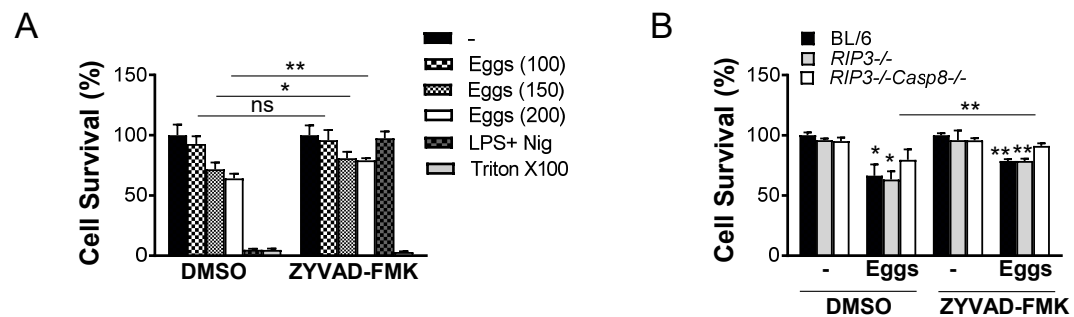 A
Cell Survival (%)
150
100
50
0
**
*
ns
DMSO
ZYVAD-FMK
-
Eggs (100)
Eggs (150)
Eggs (200)
LPS+ Nig
Triton X100
B
BL/6
RIP3-/-
RIP3-/-Casp8-/-
Cell Survival (%)
150
100
50
0
**
* * ** **
- Eggs - Eggs
DMSO ZYVAD-FMK